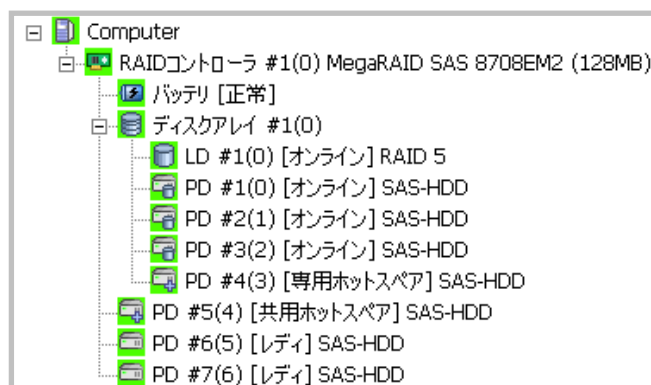 Computer
RAIDコントローラ #1(0) MegaRAID SAS 8708EM2 (128MB)
バッテリ [正常]
ディスクアレイ #1(0)
LD #1(0) [オンライン] RAID 5
PD #1(0) [オンライン] SAS-HDD
PD #2(1) [オンライン] SAS-HDD
PD #3(2) [オンライン] SAS-HDD
PD #4(3) [専用ホットスペア] SAS-HDD
PD #5(4) [共用ホットスペア] SAS-HDD
PD #6(5) [レディ] SAS-HDD
PD #7(6) [レディ] SAS-HDD